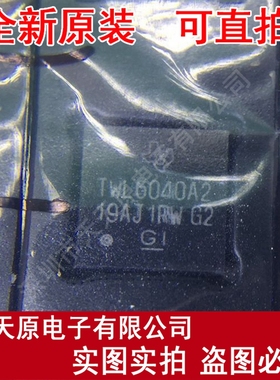 全新原装 可直拍
TWL6040A2
19AJ1RW G2
GI
天原电子有限公司
实图实拍 盗图必